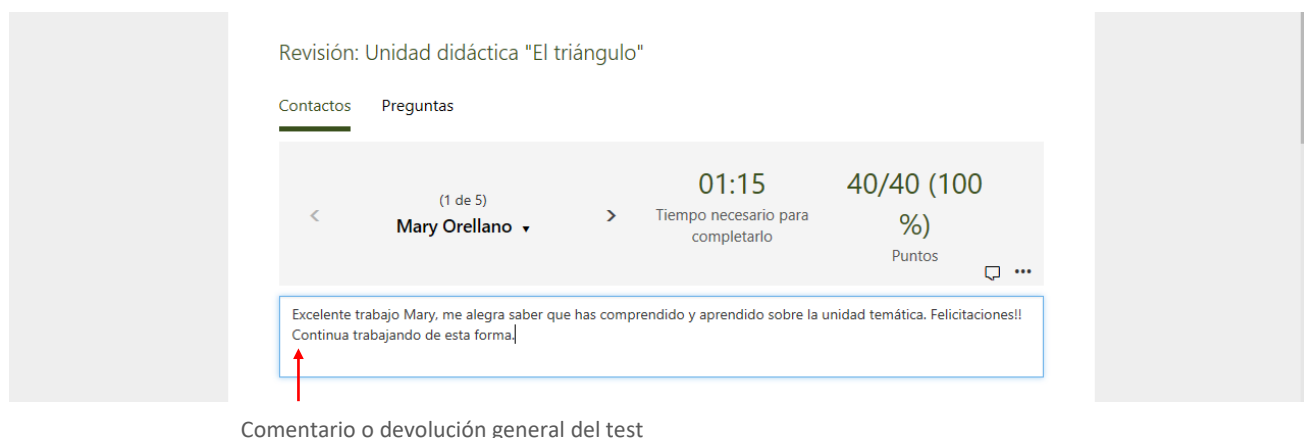 Revisión: Unidad didáctica "El triángulo"
Contactos Preguntas
(1 de 5)
Mary Orellano
01:15
Tiempo necesario para
completarlo
40/40 (100
%)
Puntos
Excelente trabajo Mary, me alegra saber que has comprendido y aprendido sobre la unidad temática. Felicitaciones!!
Continua trabajando de esta forma.
Comentario o devolución general del test